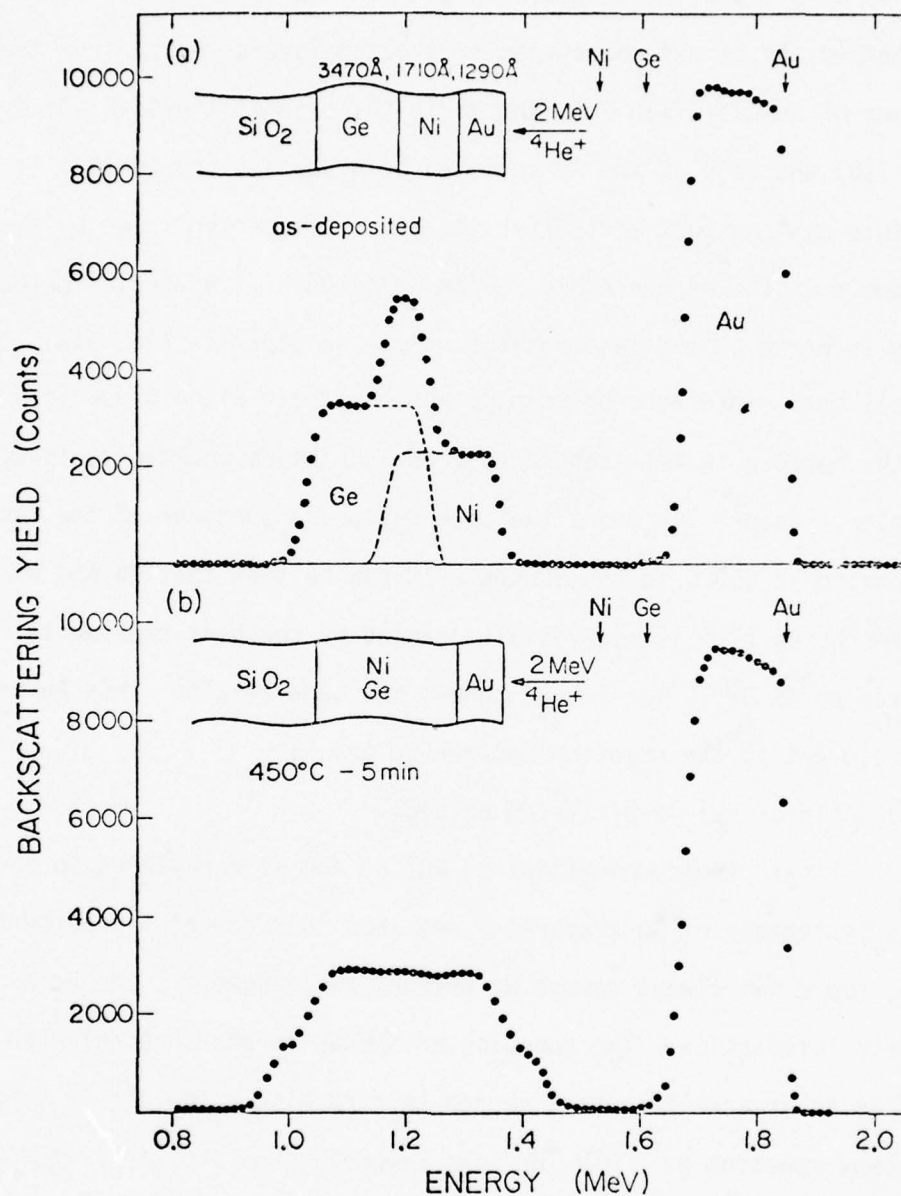 (a)
3470Å, 1710Å, 1290Å
SiO2 Ge Ni Au
2 MeV
4He+
as-deposited
Ni Ge Au
10000
8000
6000
4000
2000
Au
Ge
Ni
(b)
SiO2 Ni Ge Au
2 MeV
4He+
450°C - 5 min
Ni Ge Au
10000
8000
6000
4000
2000
0
0.8 1.0 1.2 1.4 1.6 1.8 2.0
BACKSCATTERING YIELD (Counts)
ENERGY (MeV)